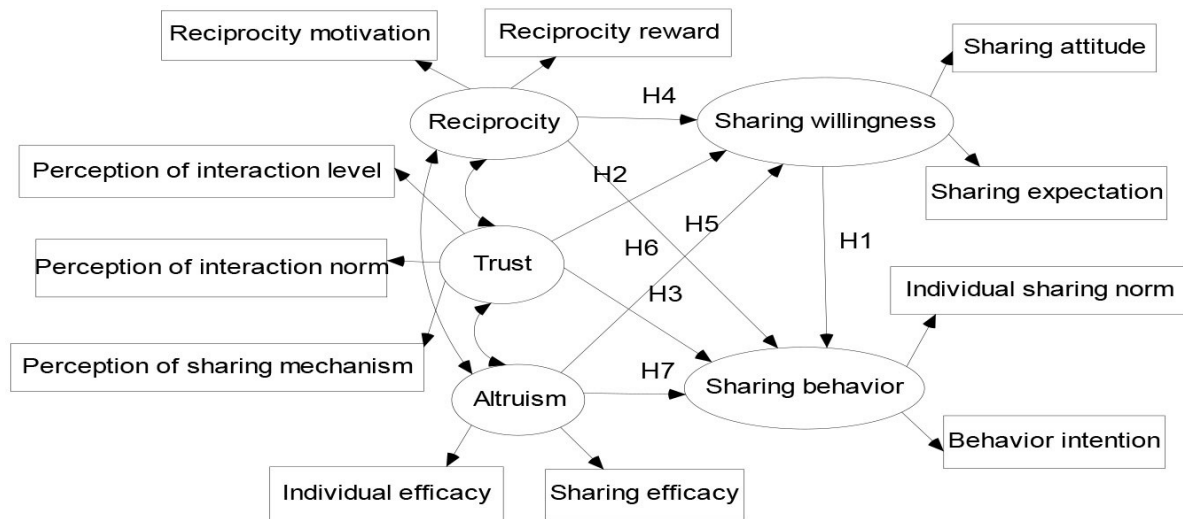 Reciprocity motivation
Reciprocity reward
Sharing attitude
H4
Reciprocity
Sharing willingness
Perception of interaction level
H2
Sharing expectation
H5
H6
H1
Perception of interaction norm
Trust
H3
Individual sharing norm
Perception of sharing mechanism
H7
Sharing behavior
Altruism
Behavior intention
Individual efficacy
Sharing efficacy